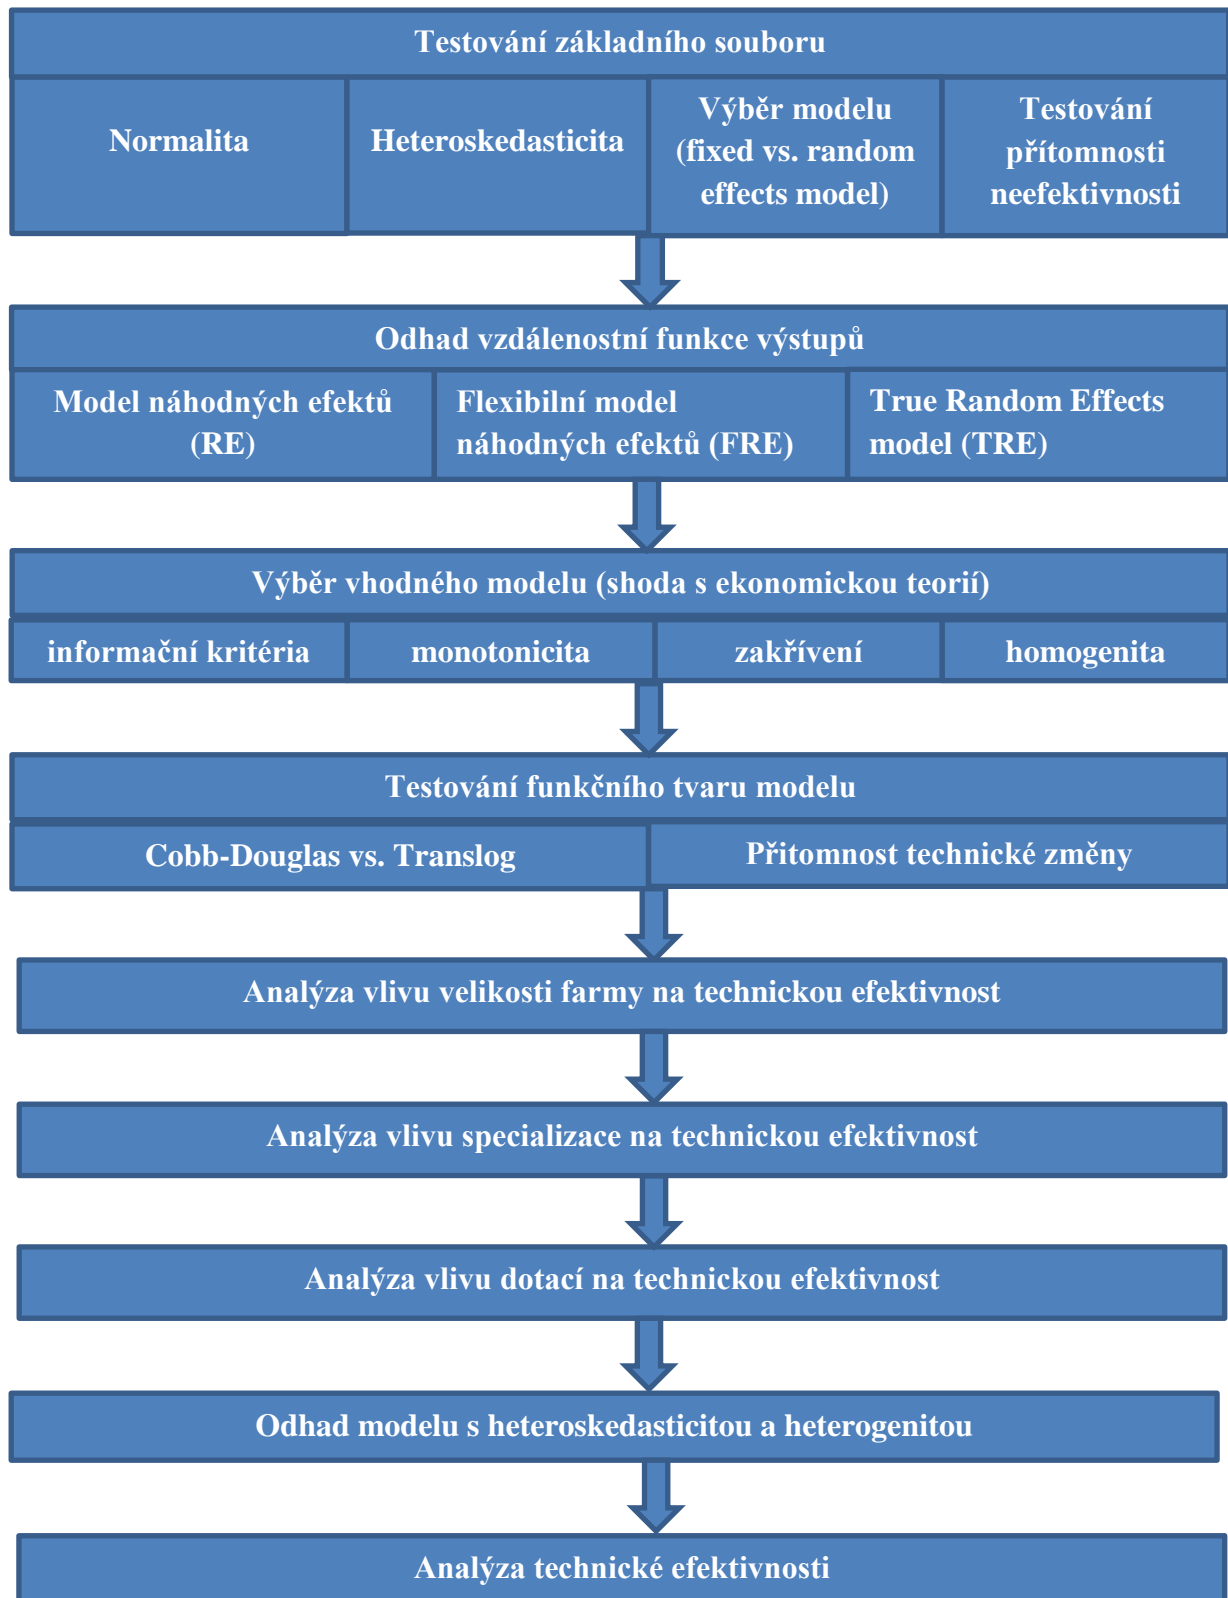 Testování základního souboru
Normalita
Heteroskedasticita
Výběr modelu
(fixed vs. random
effects model)
Testování
přítomnosti
neefektivnosti
Odhad vzdálenostní funkce výstupů
Model náhodných efektů
(RE)
Flexibilní model
náhodných efektů (FRE)
True Random Effects
model (TRE)
Výběr vhodného modelu (shoda s ekonomickou teorií)
informační kritéria
monotonicita
zakřívení
homogenita
Testování funkčního tvaru modelu
Cobb-Douglas vs. Translog
Přitomnost technické změny
Analýza vlivu velikosti farmy na technickou efektivnost
Analýza vlivu specializace na technickou efektivnost
Analýza vlivu dotací na technickou efektivnost
Odhad modelu s heteroskedasticitou a heterogenitou
Analýza technické efektivnosti